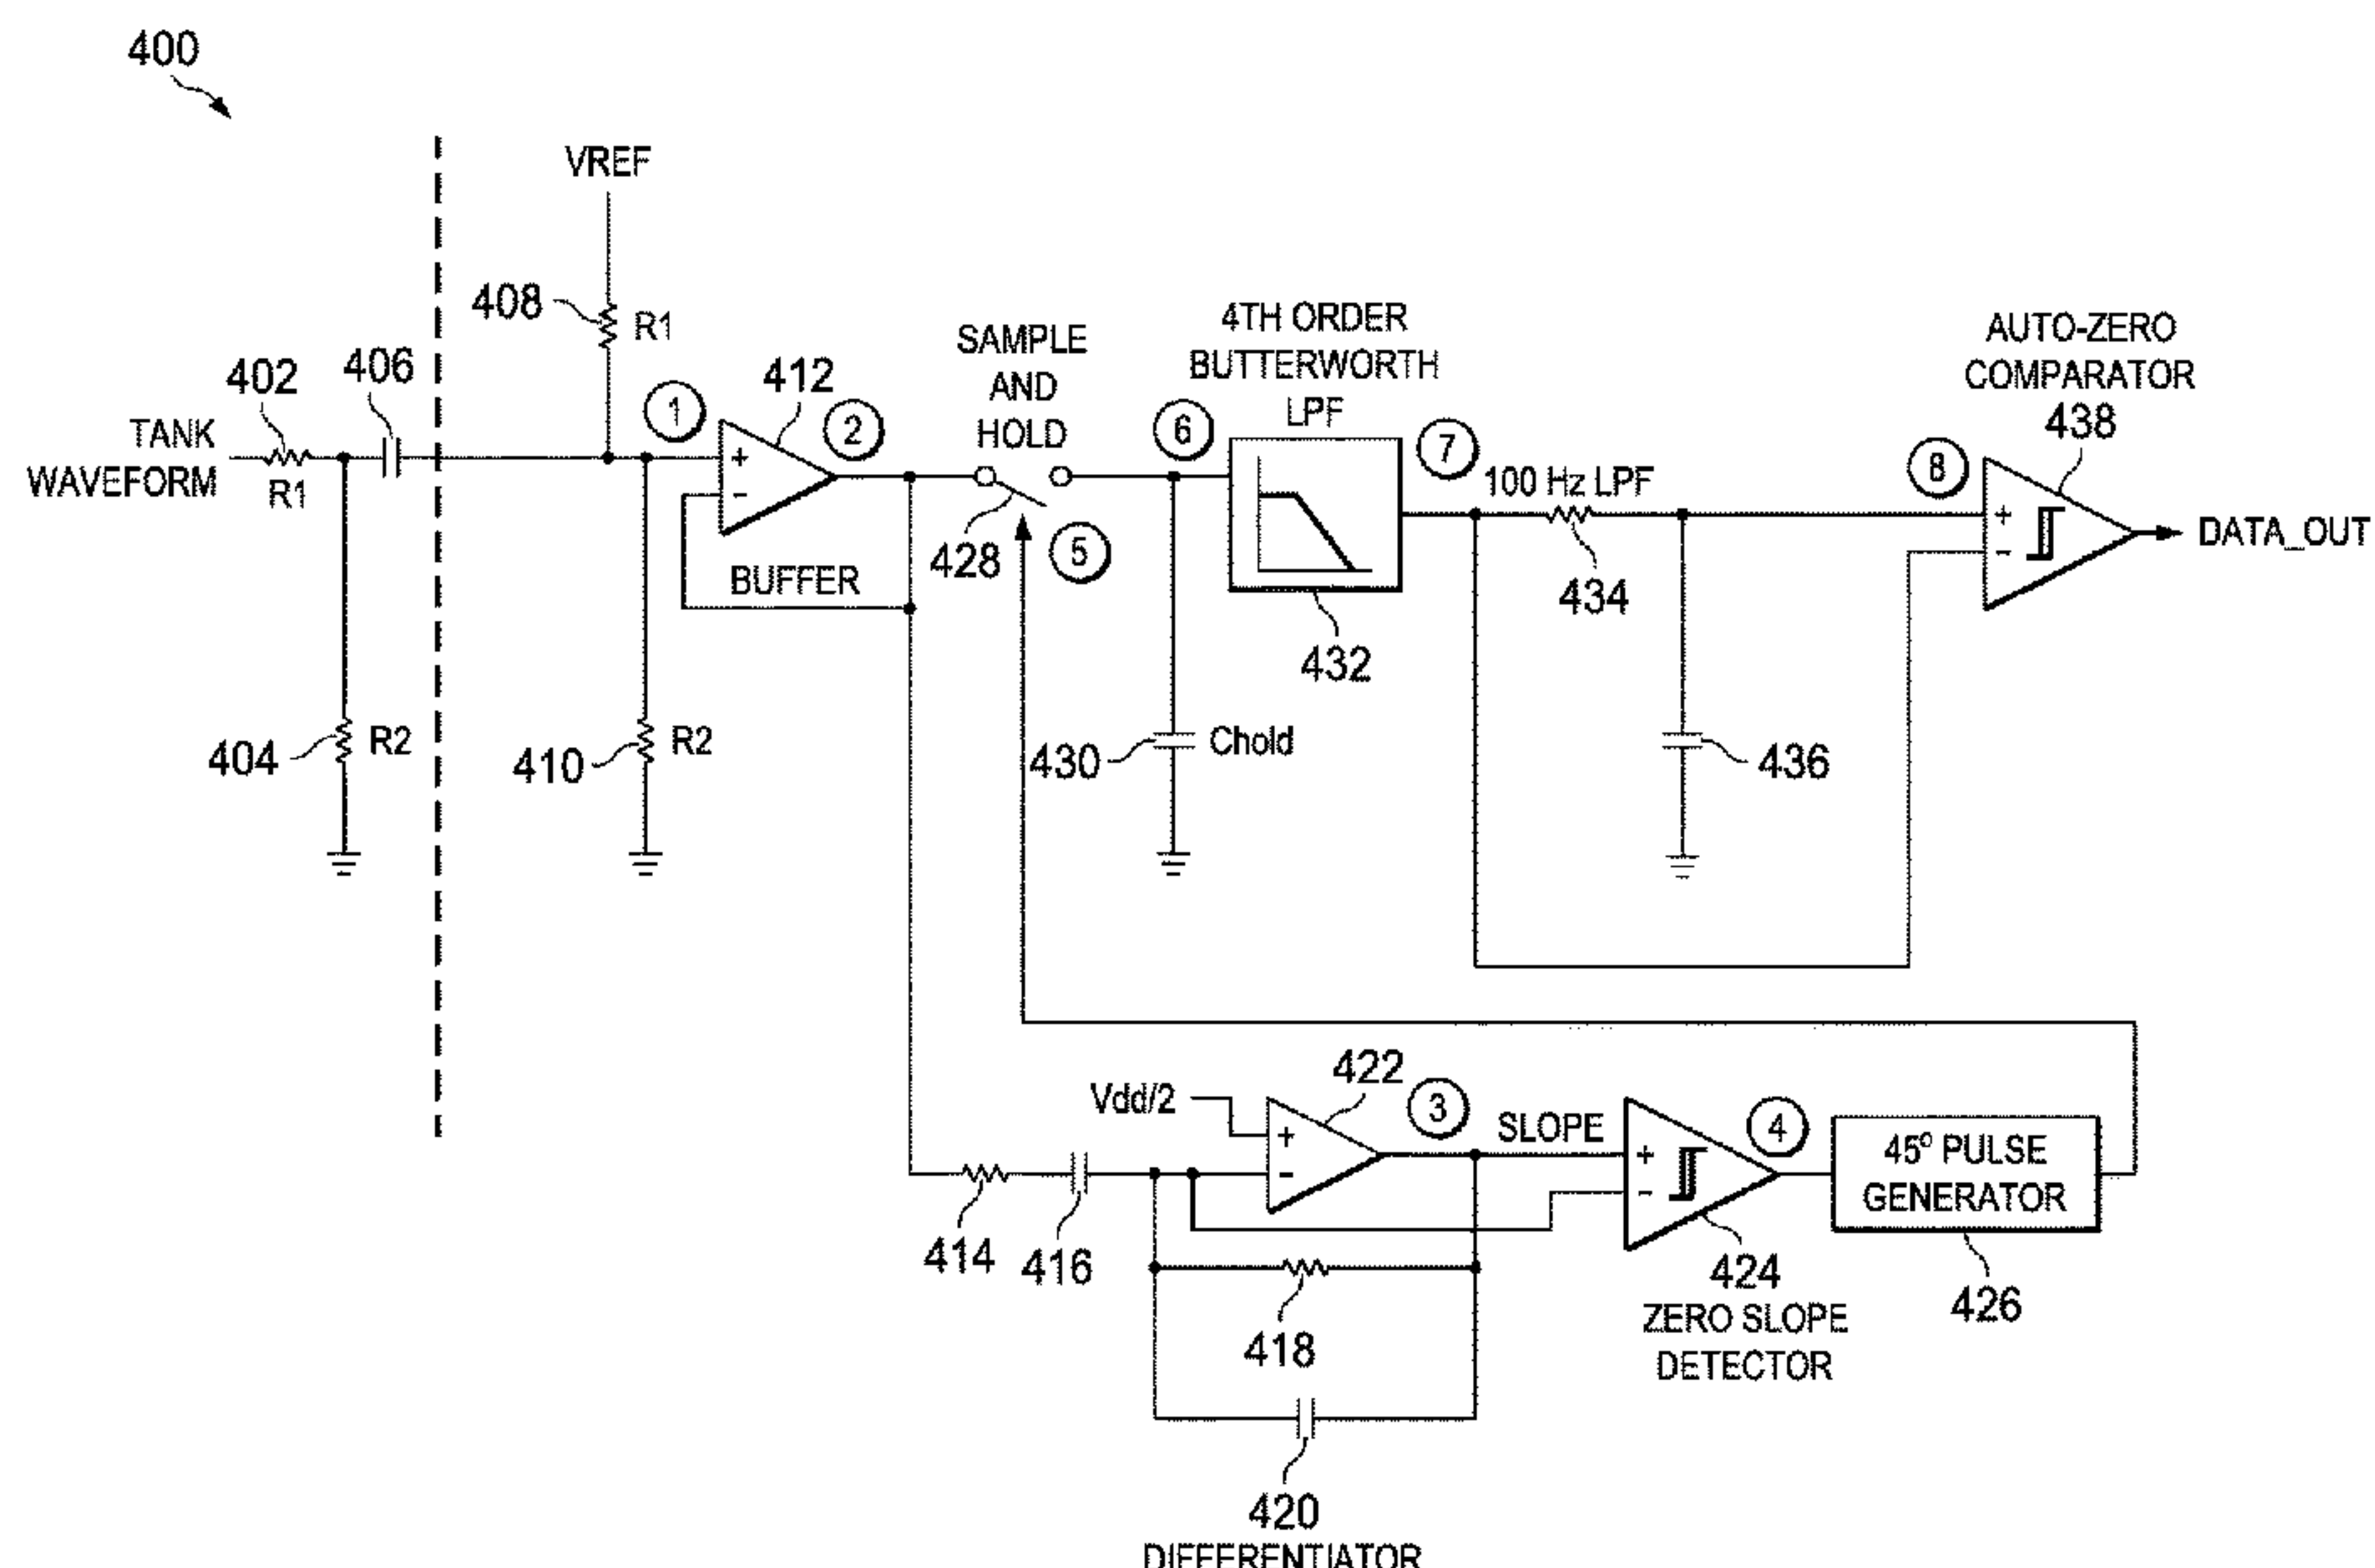 400
VREF
408
R1
402
406
TANK
WAVEFORM
R1
1
412
2
BUFFER
SAMPLE
AND
HOLD
428
5
6
4TH ORDER
BUTTERWORTH
LPF
432
7
100 Hz LPF
434
8
AUTO-ZERO
COMPARATOR
438
+
-
+
-
DATA_OUT
404
R2
410
R2
430
Chold
436
Vdd/2
422
3
SLOPE
4
+
-
+
-
45º PULSE
GENERATOR
426
414
416
418
424
ZERO SLOPE
DETECTOR
420
DIFFERENTIATOR